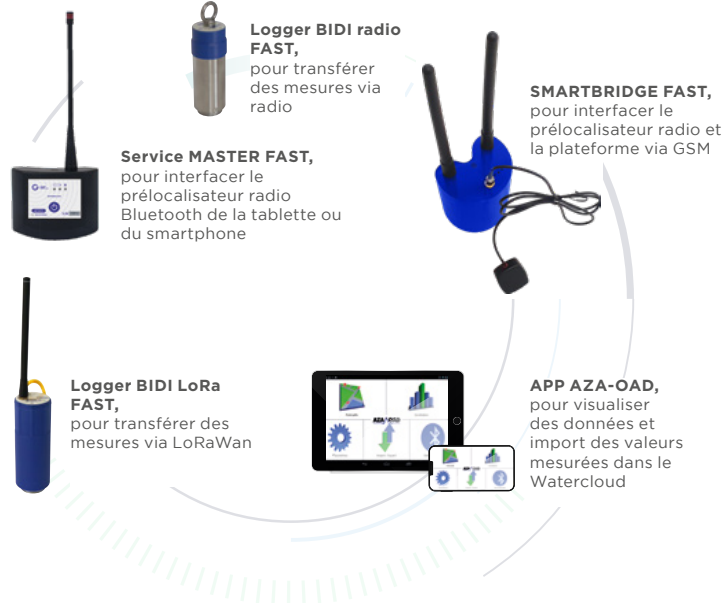 Logger BIDI radio
FAST,
pour transférer
des mesures via
radio
SMARTBRIDGE FAST,
pour interfacer le
prélocalisateur radio et
la plateforme via GSM
Service MASTER FAST,
pour interfacer le
prélocalisateur radio
Bluetooth de la tablette ou
du smartphone
Logger BIDI LoRa
FAST,
pour transférer des
mesures via LoRaWan
AZA-OAD
APP AZA-OAD,
pour visualiser
des données et
import des valeurs
mesurées dans le
Watercloud